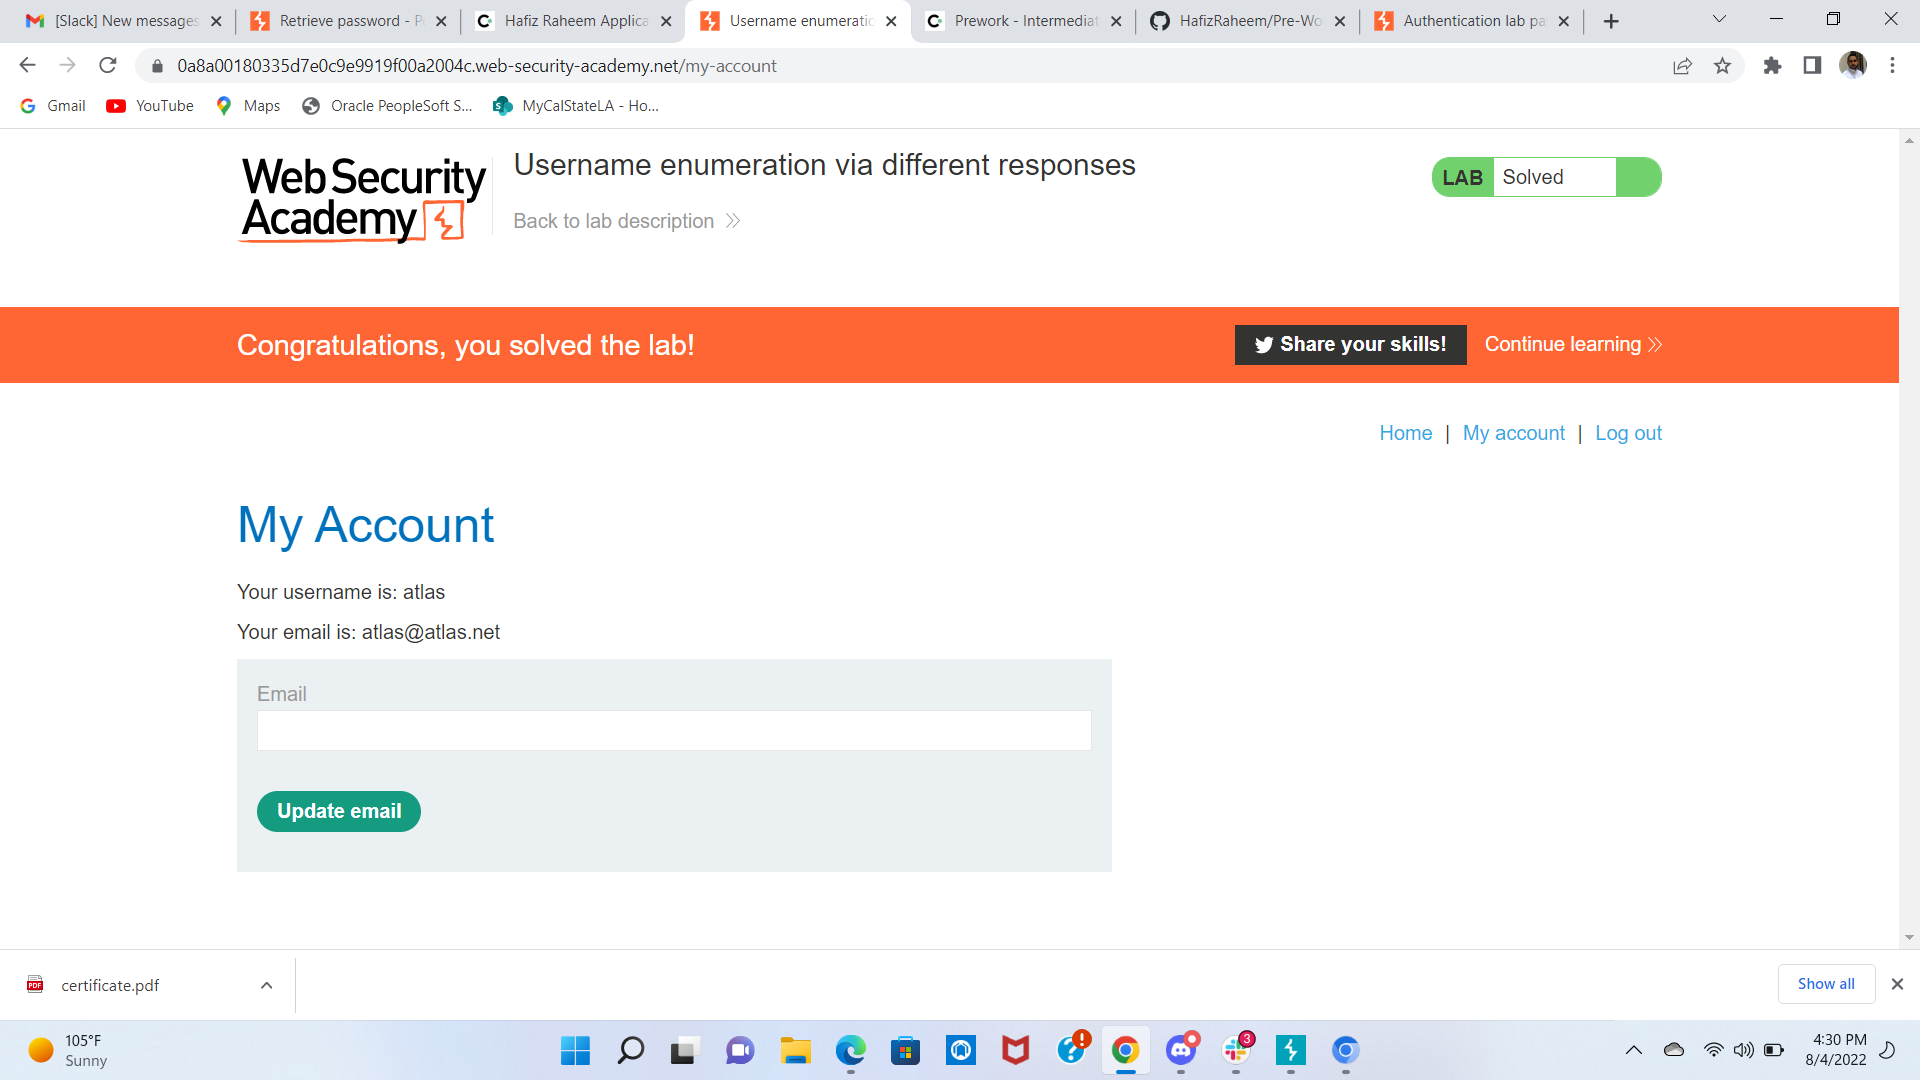 [Slack] New messages
Retrieve password - P
Hafiz Raheem Applica
Username enumeratio
Prework - Intermediat
HafizRaheem/Pre-Wo
Authentication lab pa
0a8a00180335d7e0c9e9919f00a2004c.web-security-academy.net/my-account
Gmail
YouTube
Maps
Oracle PeopleSoft S...
MyCalStateLA - Ho...
Web Security
Academy
Username enumeration via different responses
Back to lab description
LAB Solved
Congratulations, you solved the lab!
Share your skills!
Continue learning
Home | My account | Log out
My Account
Your username is: atlas
Your email is: atlas@atlas.net
Email
Update email
certificate.pdf
Show all
105°F
Sunny
3
4:30 PM
8/4/2022